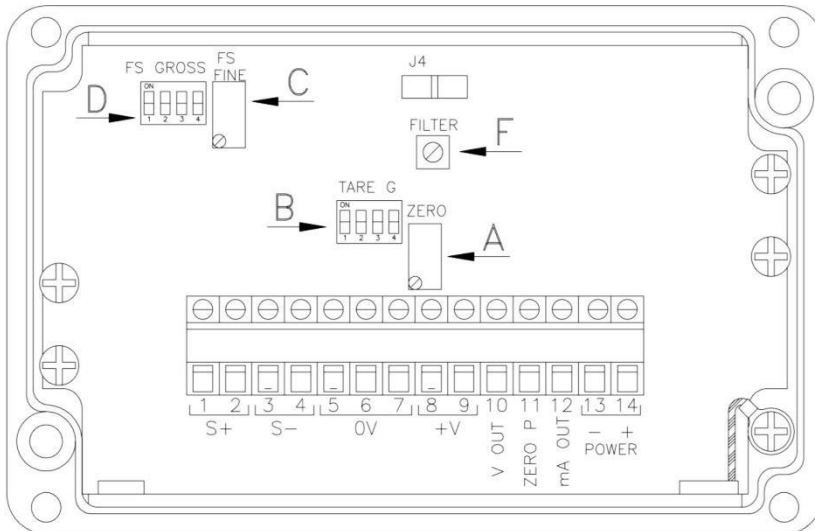 FS GROSS
FS
FINE
ON
1 2 3 4
D
C
J4
FILTER
F
TARE G
ON
1 2 3 4
B
ZERO
A
1 2 3 4 5 6 7 8 9 10 11 12 13 14
S+ S- 0V +V V OUT ZERO P mA OUT - +
POWER